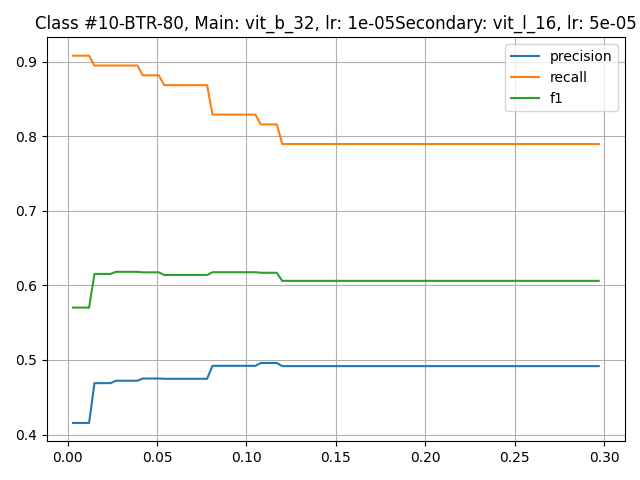 Class #10-BTR-80, Main: vit_b_32, lr: 1e-05Secondary: vit_l_16, lr: 5e-05
precision
recall
f1
0.9
0.8
0.7
0.6
0.5
0.4
0.00 0.05 0.10 0.15 0.20 0.25 0.30